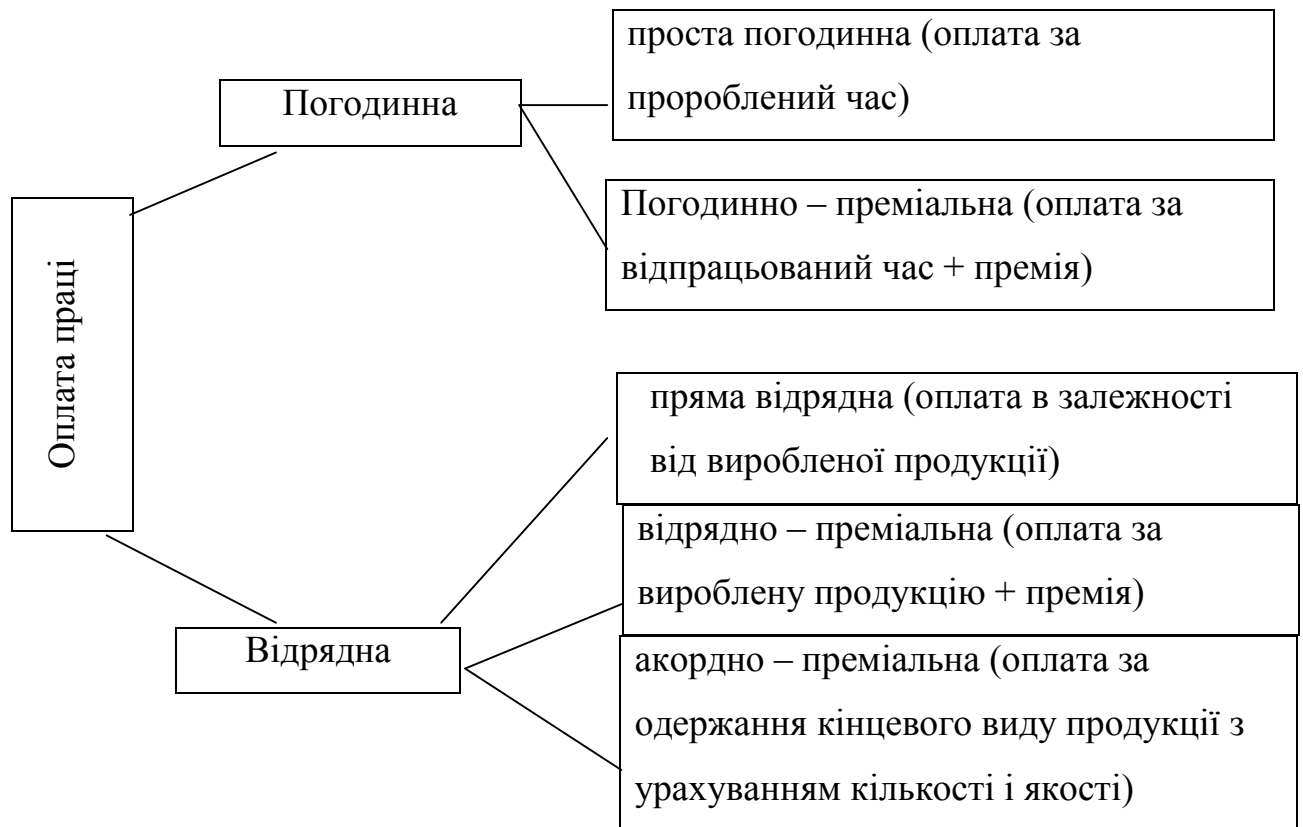 Оплата праці
Погодинна
проста погодинна (оплата за
пророблений час)
Погодинно – преміальна (оплата за
відпрацьований час + премія)
Відрядна
пряма відрядна (оплата в залежності
від виробленої продукції)
відрядно – преміальна (оплата за
вироблену продукцію + премія)
акордно – преміальна (оплата за
одержання кінцевого виду продукції з
урахуванням кількості і якості)